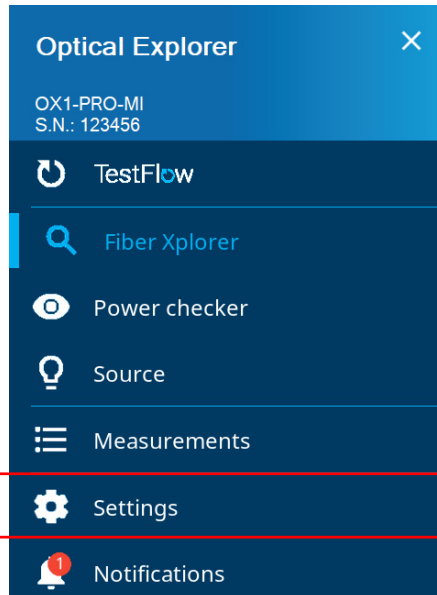 Optical Explorer
OX1-PRO-MI
S.N.: 123456
TestFlow
Fiber Xplorer
Power checker
Source
Measurements
Settings
1
Notifications